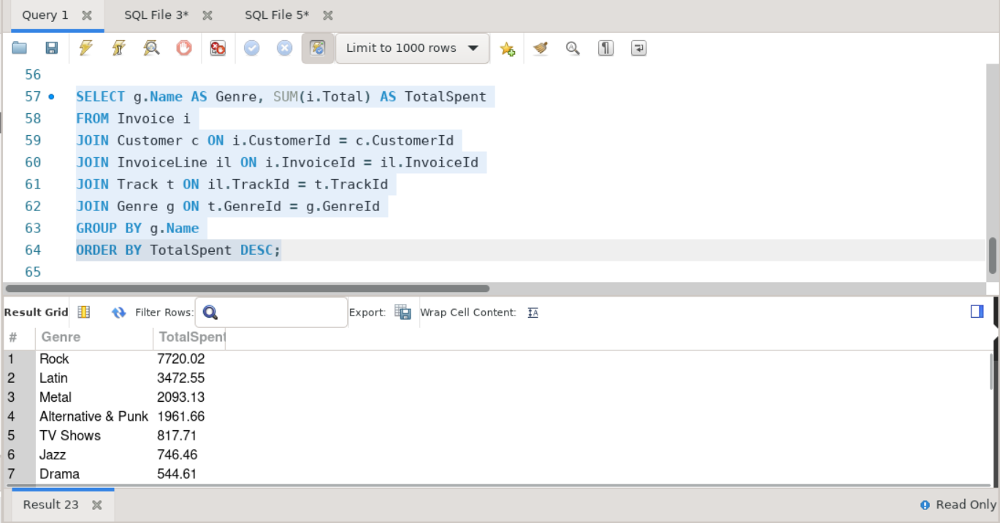 Query 1 SQL File 3* SQL File 5*
Limit to 1000 rows
56
57 SELECT g.Name AS Genre, SUM(i.Total) AS TotalSpent
58 FROM Invoice i
59 JOIN Customer c ON i.CustomerId = c.CustomerId
60 JOIN InvoiceLine il ON i.InvoiceId = il.InvoiceId
61 JOIN Track t ON il.TrackId = t.TrackId
62 JOIN Genre g ON t.GenreId = g.GenreId
63 GROUP BY g.Name
64 ORDER BY TotalSpent DESC;
65
Result Grid Filter Rows: Export: Wrap Cell Content:
# Genre TotalSpent
1 Rock 7720.02
2 Latin 3472.55
3 Metal 2093.13
4 Alternative & Punk 1961.66
5 TV Shows 817.71
6 Jazz 746.46
7 Drama 544.61
Result 23 Read Only